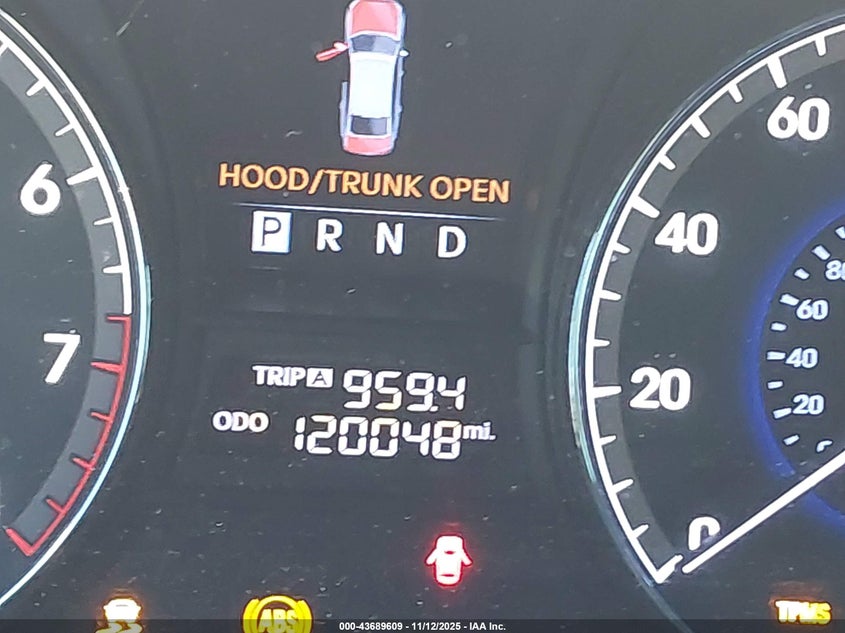 HOOD/TRUNK OPEN
P R N D
TRIP A 959.4
ODO 120048 mi.
6
7
60
40
20
0
80
60
40
20
ABS
TPMS
000-43689609 - 11/12/2025 - IAA Inc.